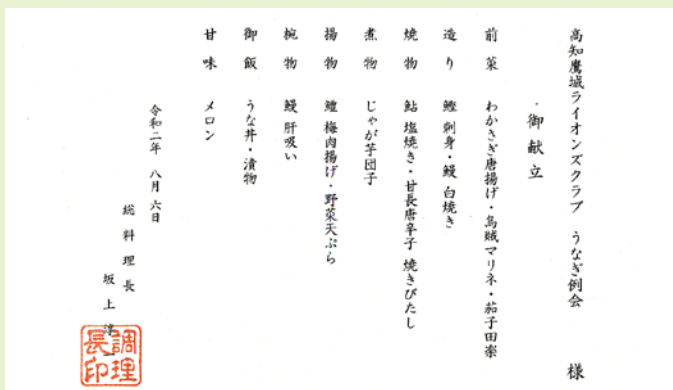 高知鷹城ライオンズクラブ うなぎ例会 様
・御献立
前菜 わかさぎ唐揚げ・烏賊マリネ・茄子田楽
造り 鰹刺身・鰻白焼き
焼物 鮎塩焼き・甘長唐辛子 焼きびたし
煮物 じゃが芋団子
揚物 鱧 梅肉揚げ・野菜天ぷら
椀物 鰻肝吸い
御飯 うな丼・漬物
甘味 メロン
令和二年 八月六日
総料理長
坂上
調理長印